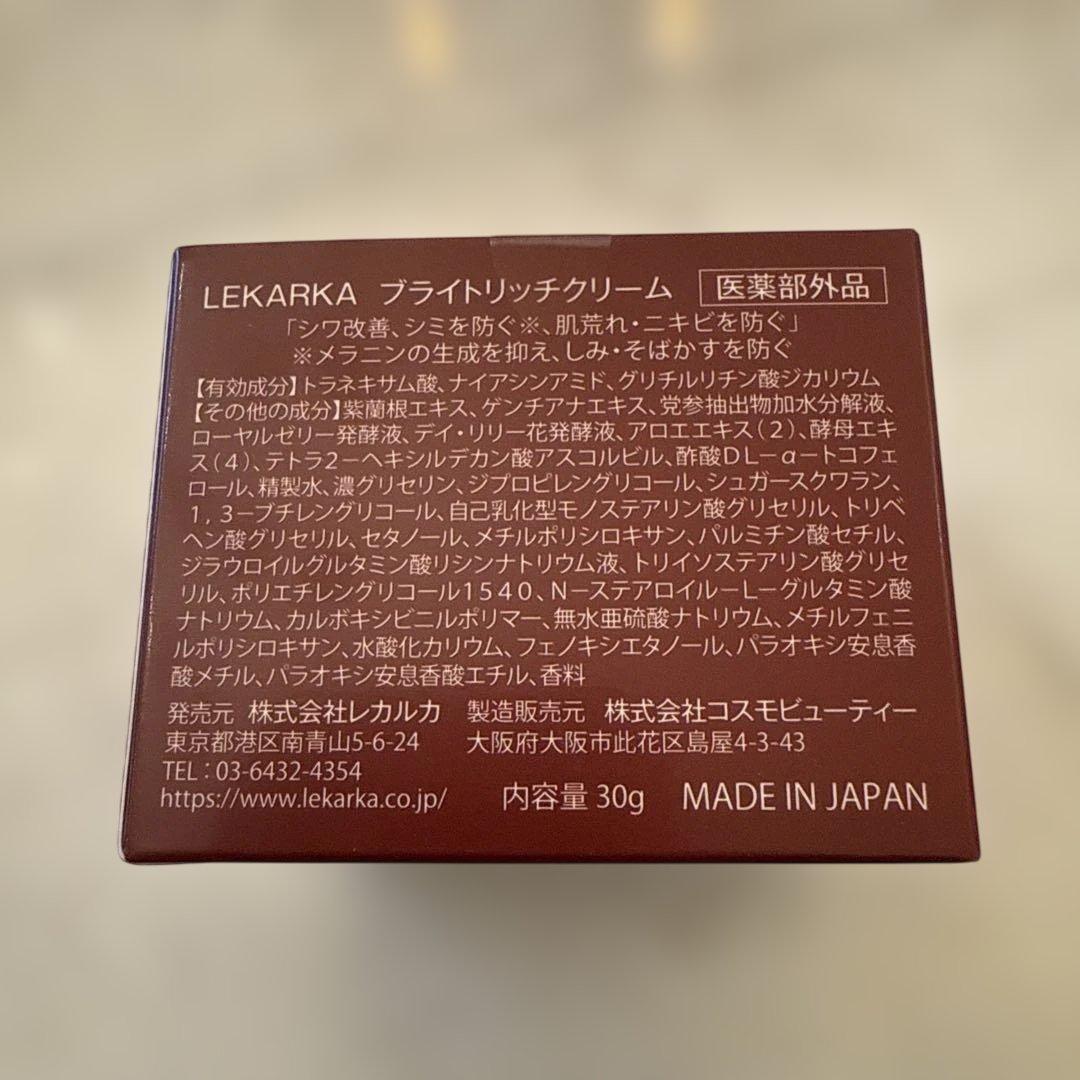 LEKARKA ブライトリッチクリーム 医薬部外品
「シワ改善、シミを防ぐ※、肌荒れ・ニキビを防ぐ」
※メラニンの生成を抑え、しみ・そばかすを防ぐ
【有効成分】トラネキサム酸、ナイアシンアミド、グリチルリチン酸ジカリウム
【その他の成分】紫蘭根エキス、ゲンチアナエキス、党参抽出物加水分解液、
ローヤルゼリー発酵液、デイ・リリー花発酵液、アロエエキス(2)、酵母エキ
ス(4)、テトラ2-ヘキシルデカン酸アスコルビル、酢酸DL-α-トコフェ
ロール、精製水、濃グリセリン、ジプロピレングリコール、シュガースクワラン、
1,3-ブチレングリコール、自己乳化型モノステアリン酸グリセリル、トリベ
ヘン酸グリセリル、セタノール、メチルポリシロキサン、パルミチン酸セチル、
ジラウロイルグルタミン酸リシンナトリウム液、トリイソステアリン酸グリセ
リル、ポリエチレングリコール1540、N-ステアロイル-L-グルタミン酸
ナトリウム、カルボキシビニルポリマー、無水亜硫酸ナトリウム、メチルフェニ
ルポリシロキサン、水酸化カリウム、フェノキシエタノール、パラオキシ安息香
酸メチル、パラオキシ安息香酸エチル、香料
発売元 株式会社レカルカ 製造販売元 株式会社コスモビューティー
東京都港区南青山5-6-24 大阪府大阪市此花区島屋4-3-43
TEL:03-6432-4354
https://www.lekarka.co.jp/ 内容量 30g MADE IN JAPAN